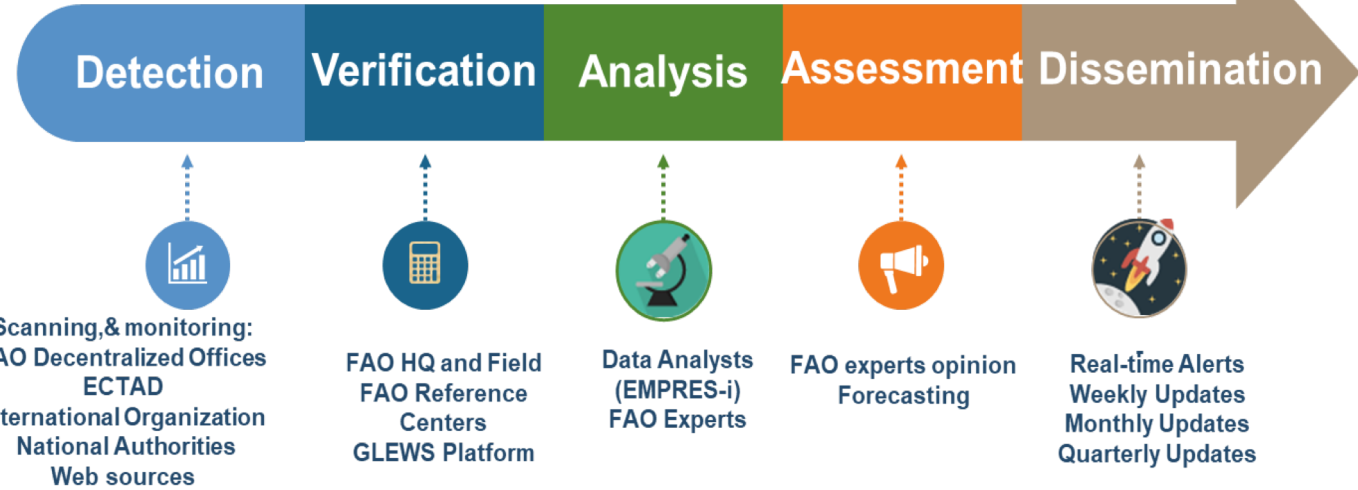 Detection
Verification
Analysis
Assessment
Dissemination
Scanning,& monitoring:
AO Decentralized Offices
ECTAD
nternational Organization
National Authorities
Web sources
FAO HQ and Field
FAO Reference
Centers
GLEWS Platform
Data Analysts
(EMPRES-i)
FAO Experts
FAO experts opinion
Forecasting
Real-time Alerts
Weekly Updates
Monthly Updates
Quarterly Updates